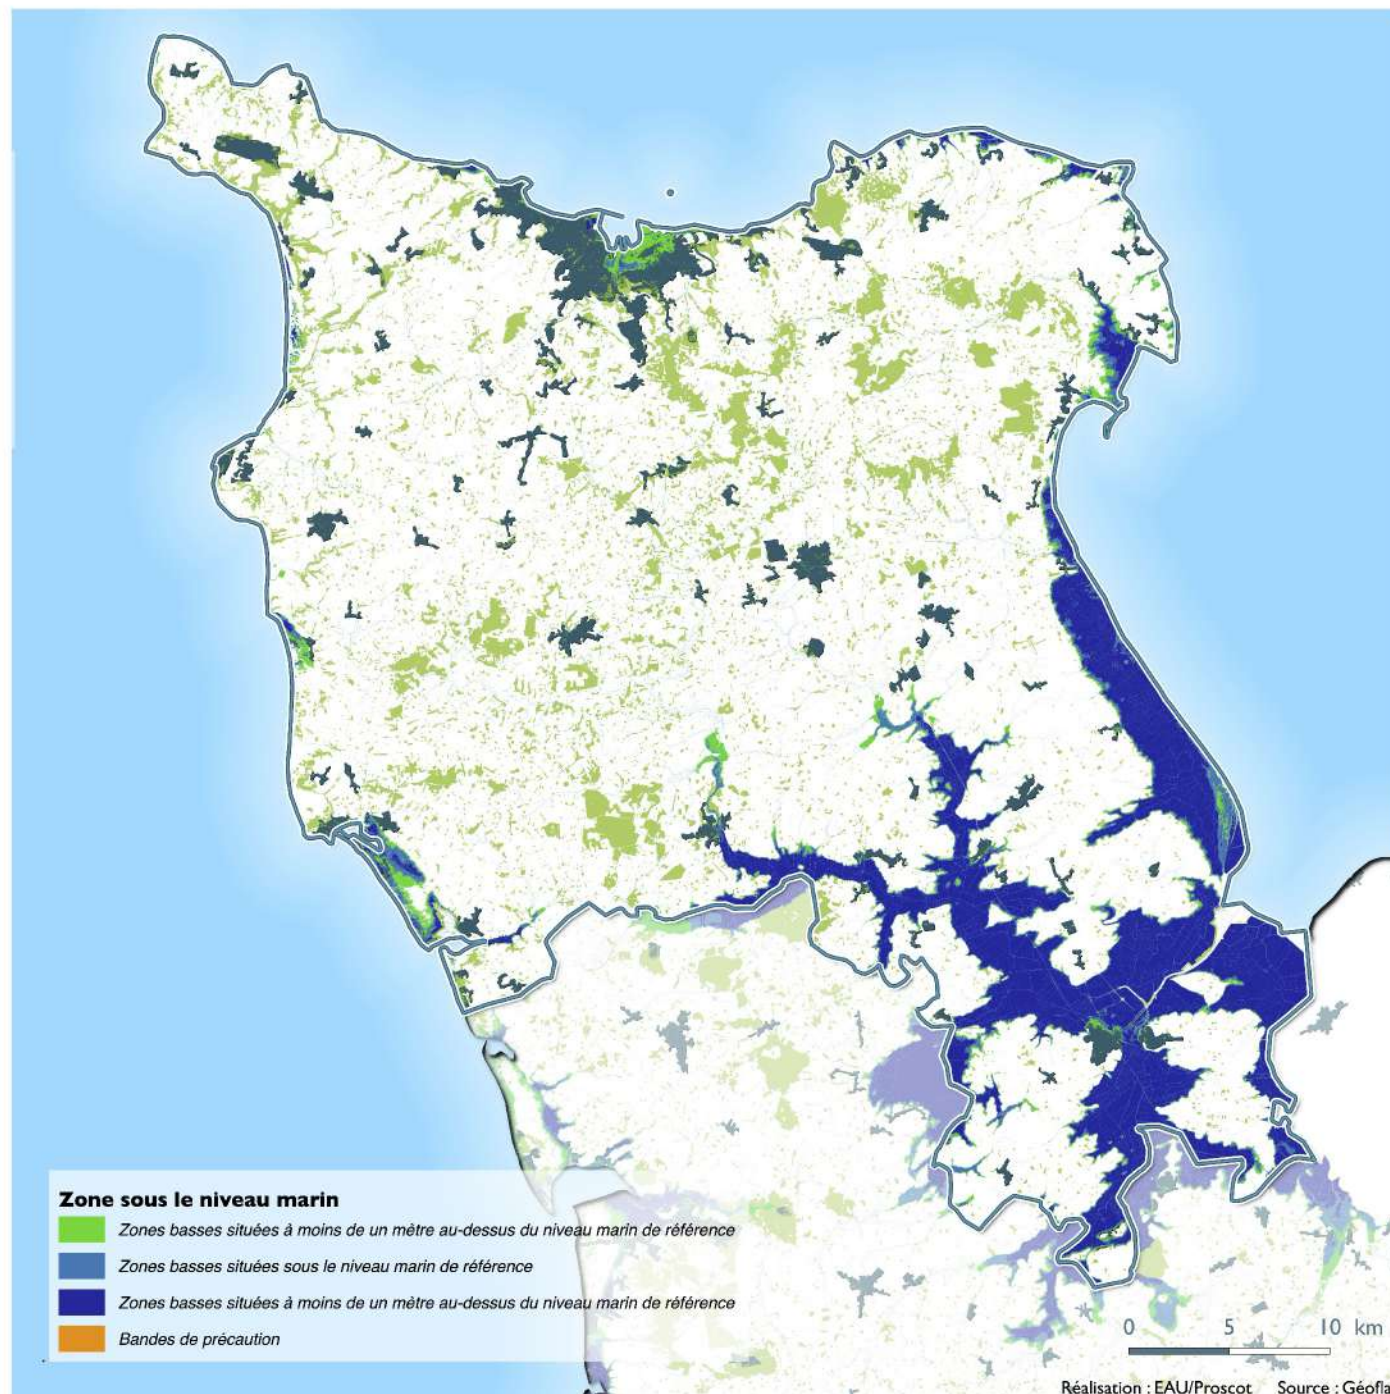 Zone sous le niveau marin
Zones basses situées à moins de un mètre au-dessus du niveau marin de référence
Zones basses situées sous le niveau marin de référence
Zones basses situées à moins de un mètre au-dessus du niveau marin de référence
Bandes de précaution
0 5 10 km
Réalisation : EAU/Proscot Source : Géofla